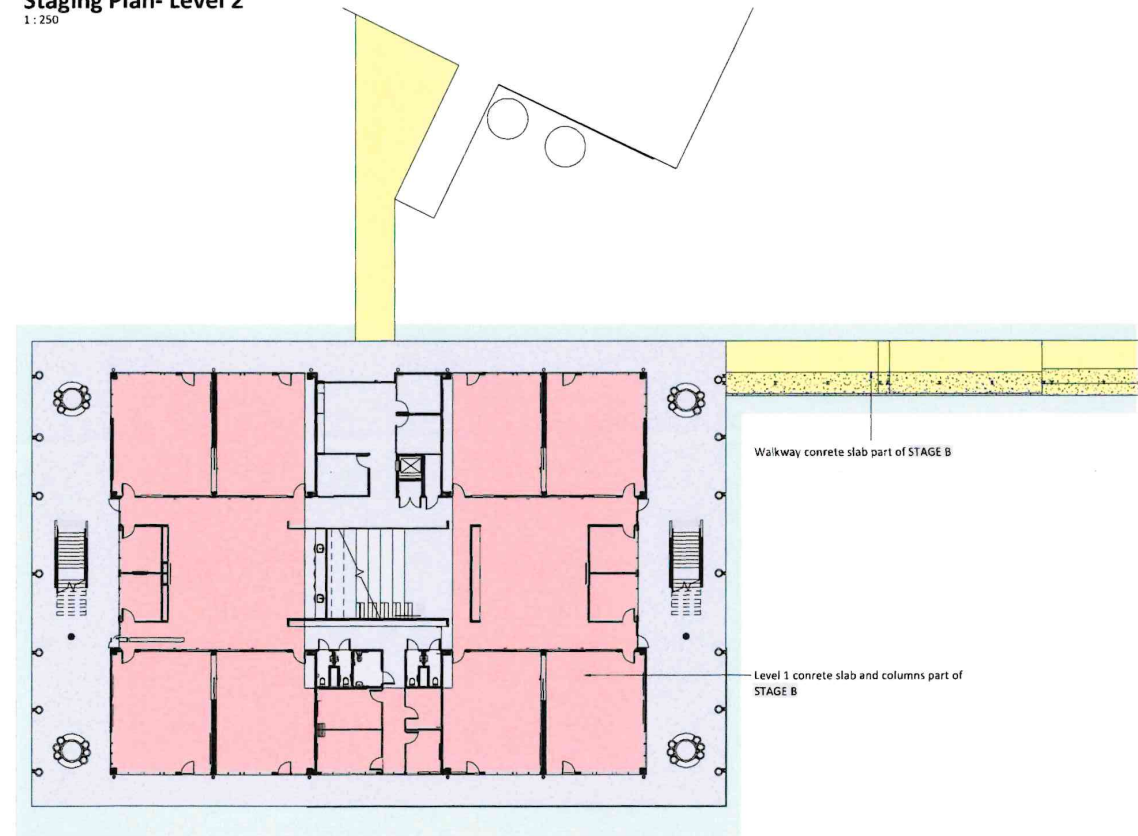 Staging Plan- Level 2
1 : 250
Walkway conrete slab part of STAGE B
Level 1 conrete slab and columns part of
STAGE B